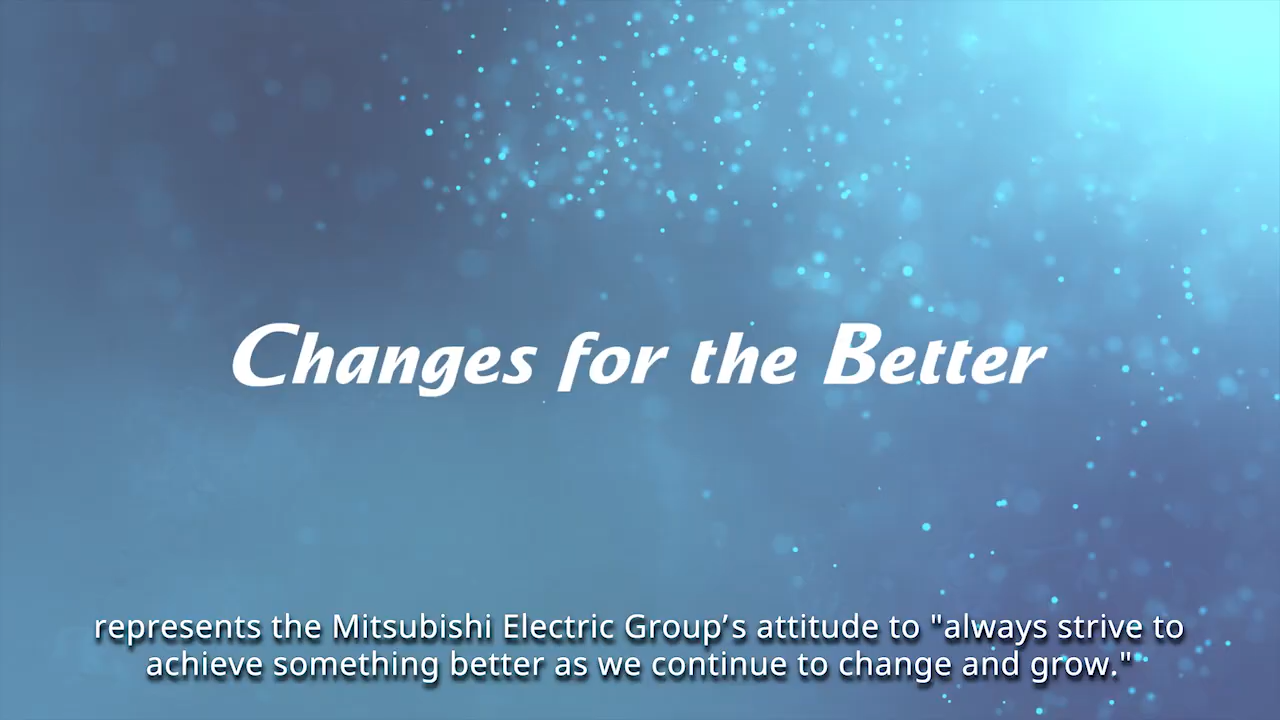 Changes for the Better
represents the Mitsubishi Electric Group’s attitude to "always strive to
achieve something better as we continue to change and grow."